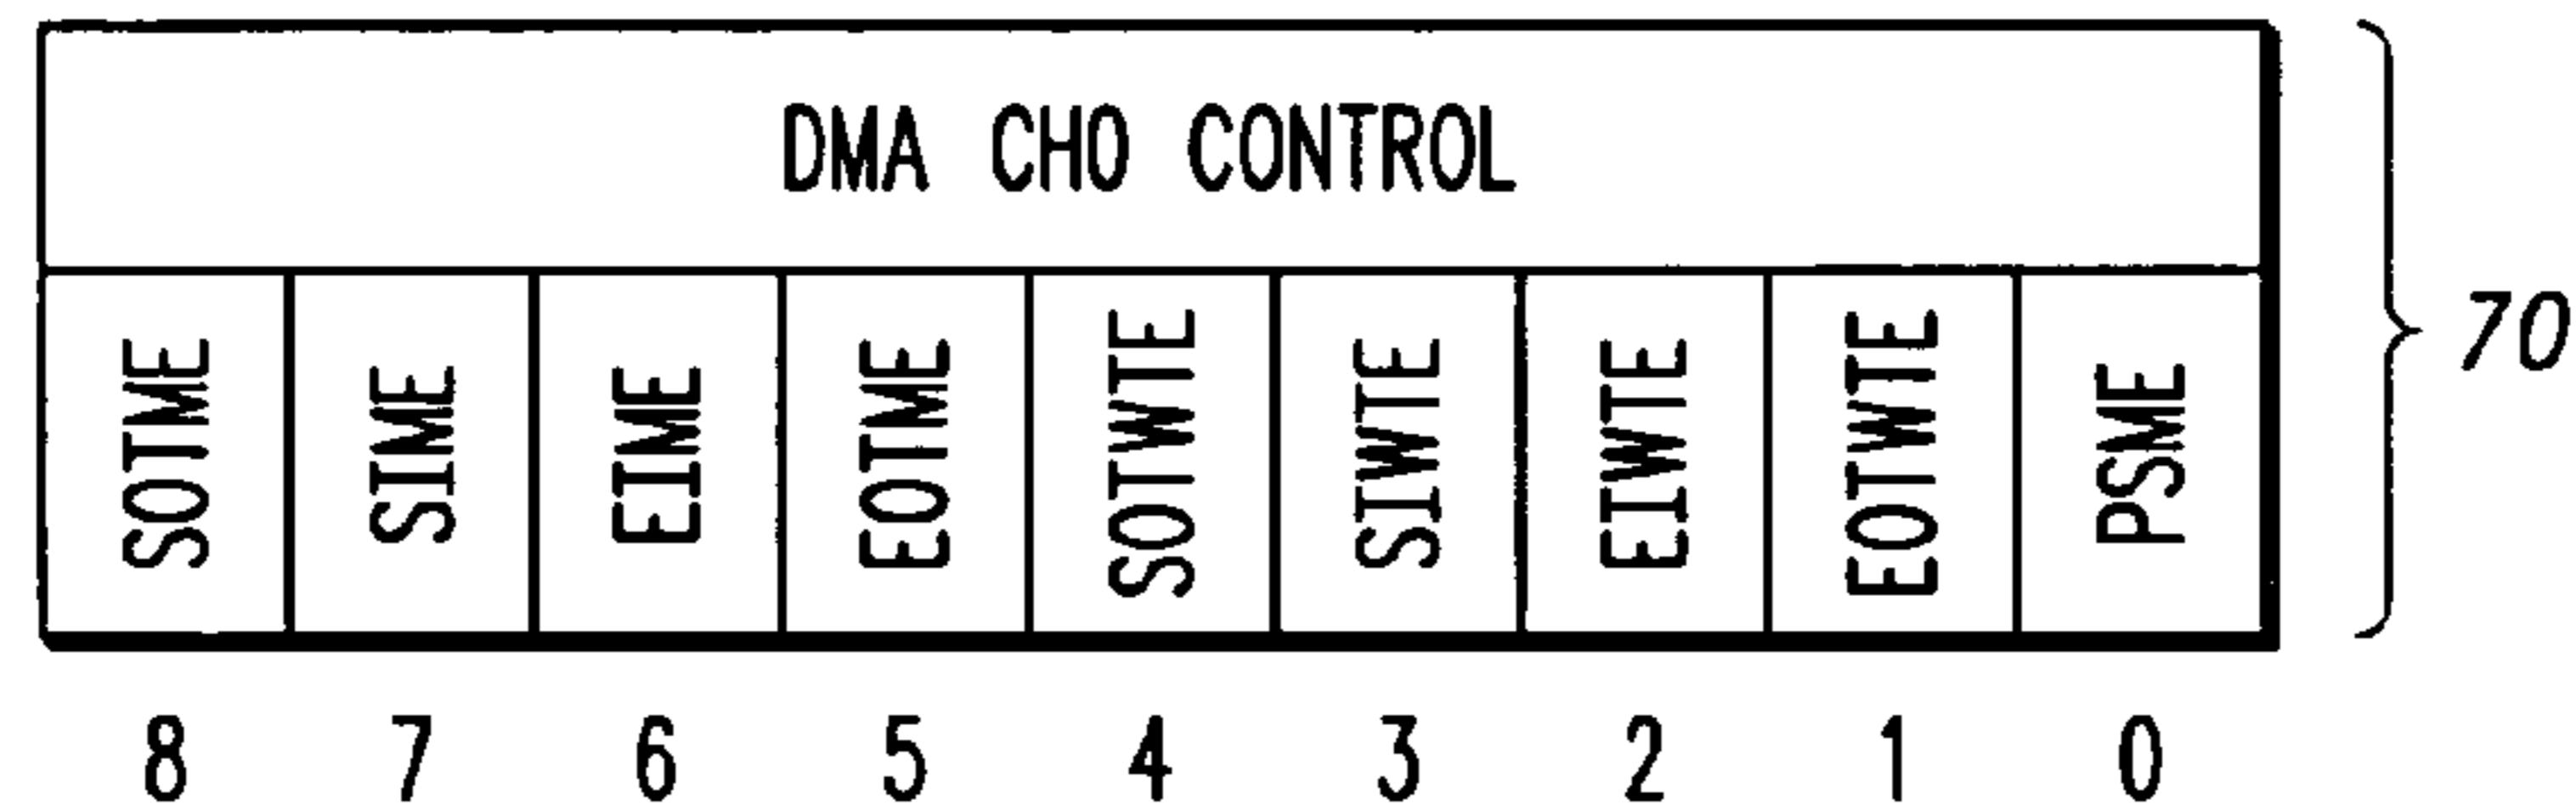 DMA CH0 CONTROL
SOTME SIME EIME EOTME SOTWTE SIWTE EIWTE EOTWTE PSME
70
8 7 6 5 4 3 2 1 0